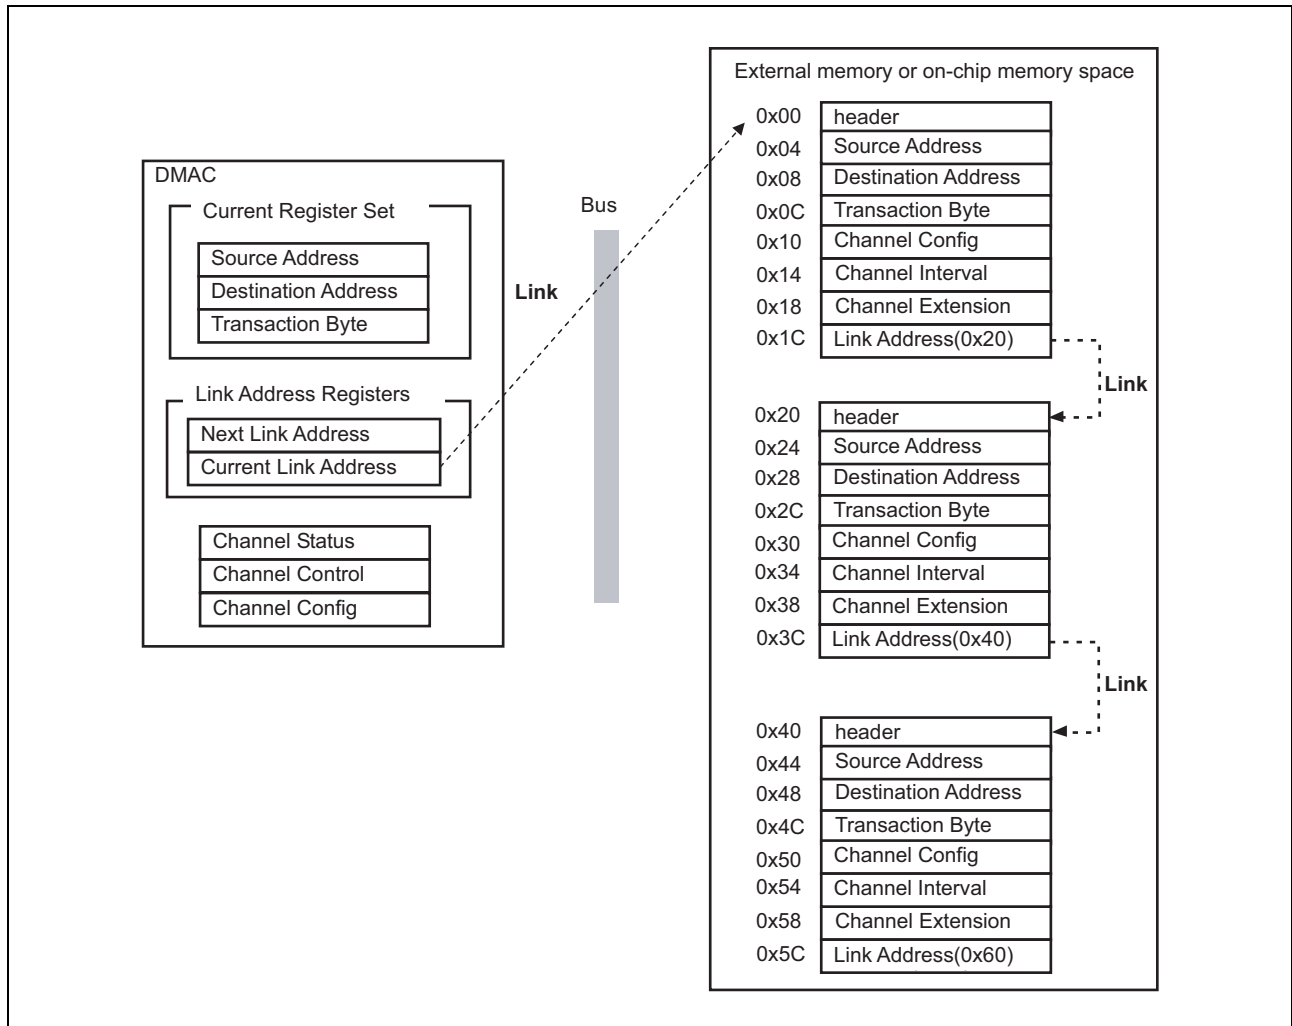 DMAC
Current Register Set
Source Address
Destination Address
Transaction Byte
Link Address Registers
Next Link Address
Current Link Address
Channel Status
Channel Control
Channel Config
Link
Bus
External memory or on-chip memory space
0x00 header
0x04 Source Address
0x08 Destination Address
0x0C Transaction Byte
0x10 Channel Config
0x14 Channel Interval
0x18 Channel Extension
0x1C Link Address(0x20)
Link
0x20 header
0x24 Source Address
0x28 Destination Address
0x2C Transaction Byte
0x30 Channel Config
0x34 Channel Interval
0x38 Channel Extension
0x3C Link Address(0x40)
Link
0x40 header
0x44 Source Address
0x48 Destination Address
0x4C Transaction Byte
0x50 Channel Config
0x54 Channel Interval
0x58 Channel Extension
0x5C Link Address(0x60)